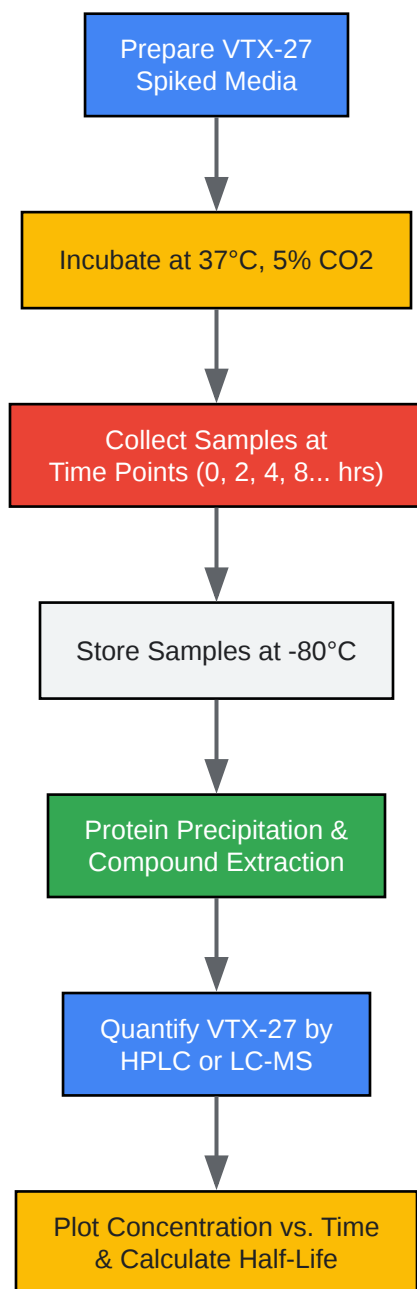 Prepare VTX-27
Spiked Media
Incubate at 37°C, 5% CO2
Collect Samples at
Time Points (0, 2, 4, 8... hrs)
Store Samples at -80°C
Protein Precipitation &
Compound Extraction
Quantify VTX-27 by
HPLC or LC-MS
Plot Concentration vs. Time
& Calculate Half-Life